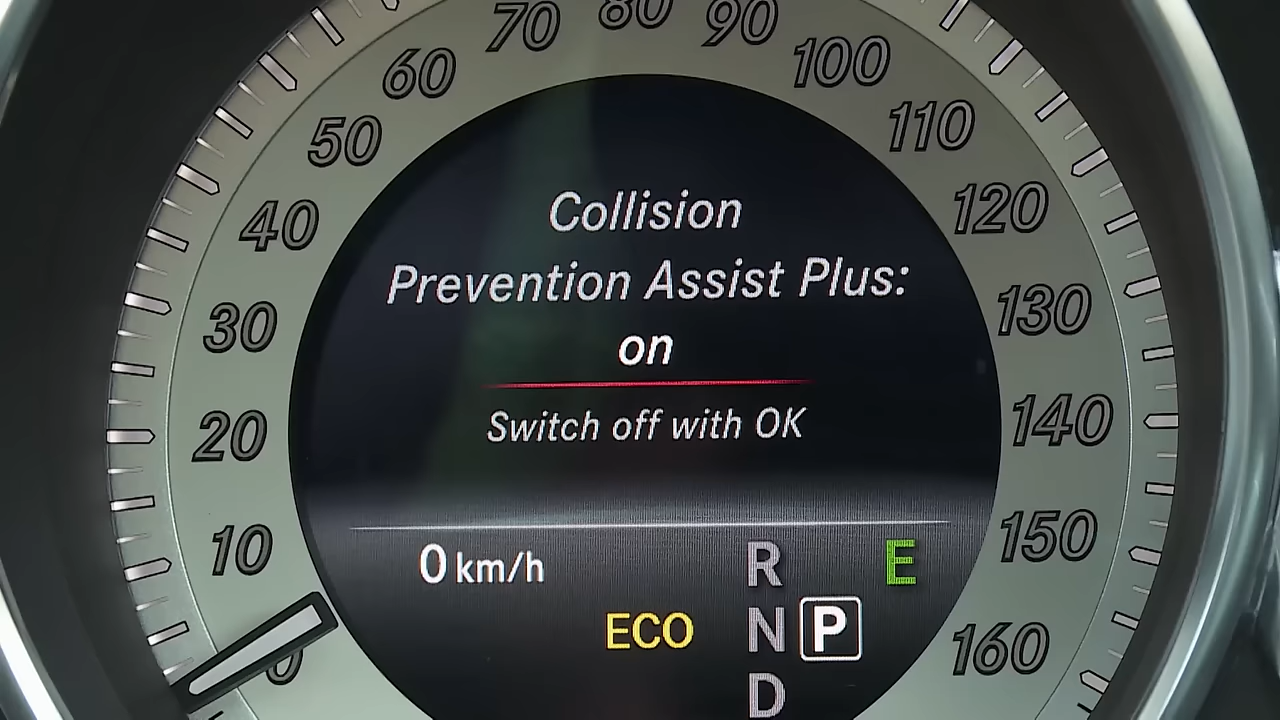 70 80 90
60 100
50 110
40 120
30 130
20 140
10 150
0 160
Collision
Prevention Assist Plus:
on
Switch off with OK
0 km/h
R E
ECO N P
D